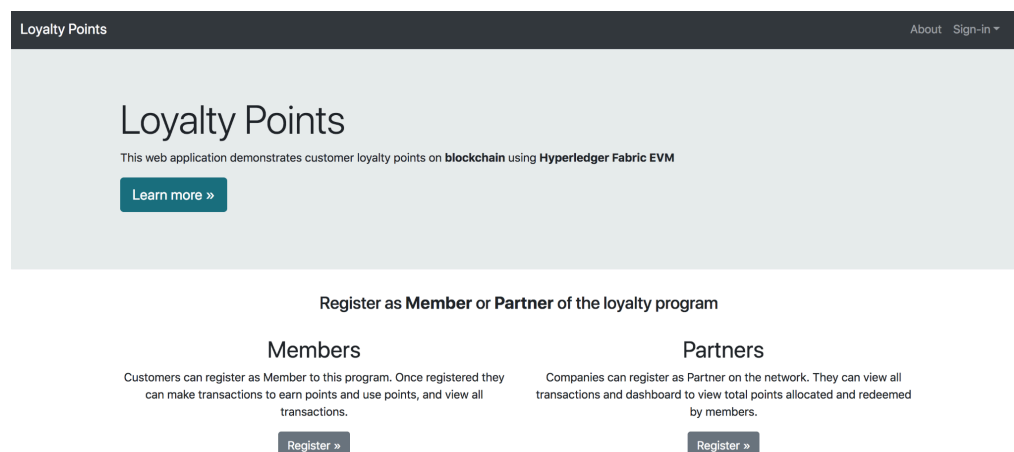 Loyalty Points
About Sign-in
Loyalty Points
This web application demonstrates customer loyalty points on blockchain using Hyperledger Fabric EVM
Learn more »
Register as Member or Partner of the loyalty program
Members
Customers can register as Member to this program. Once registered they
can make transactions to earn points and use points, and view all
transactions.
Register »
Partners
Companies can register as Partner on the network. They can view all
transactions and dashboard to view total points allocated and redeemed
by members.
Register »